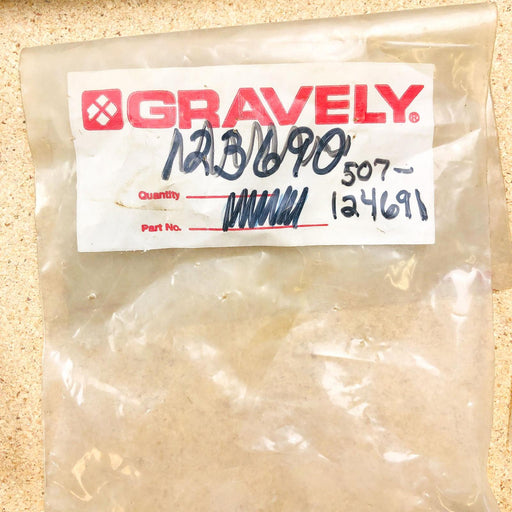 GRAVELY®
123690
507-
Quantity
124691
Part No.